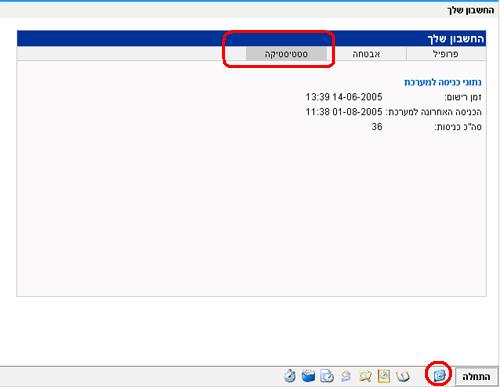 החשבון שלך
החשבון שלך
פרופיל אבטחה סטטיסטיקה
נתוני כניסה למערכת
זמן רישום: 14-06-2005 13:39
הכניסה האחרונה למערכת: 01-08-2005 11:38
סה"כ כניסות: 36
התחלה